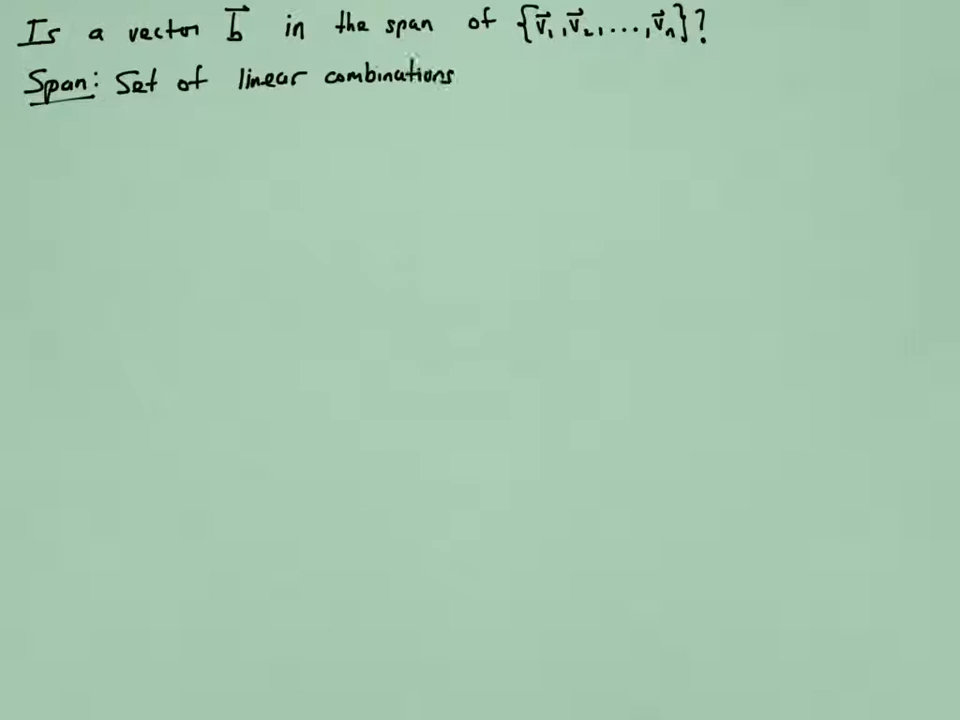 Is a vector b⃗ in the span of {v⃗₁, v⃗₂, ..., v⃗ₙ}?
Span: Set of linear combinations